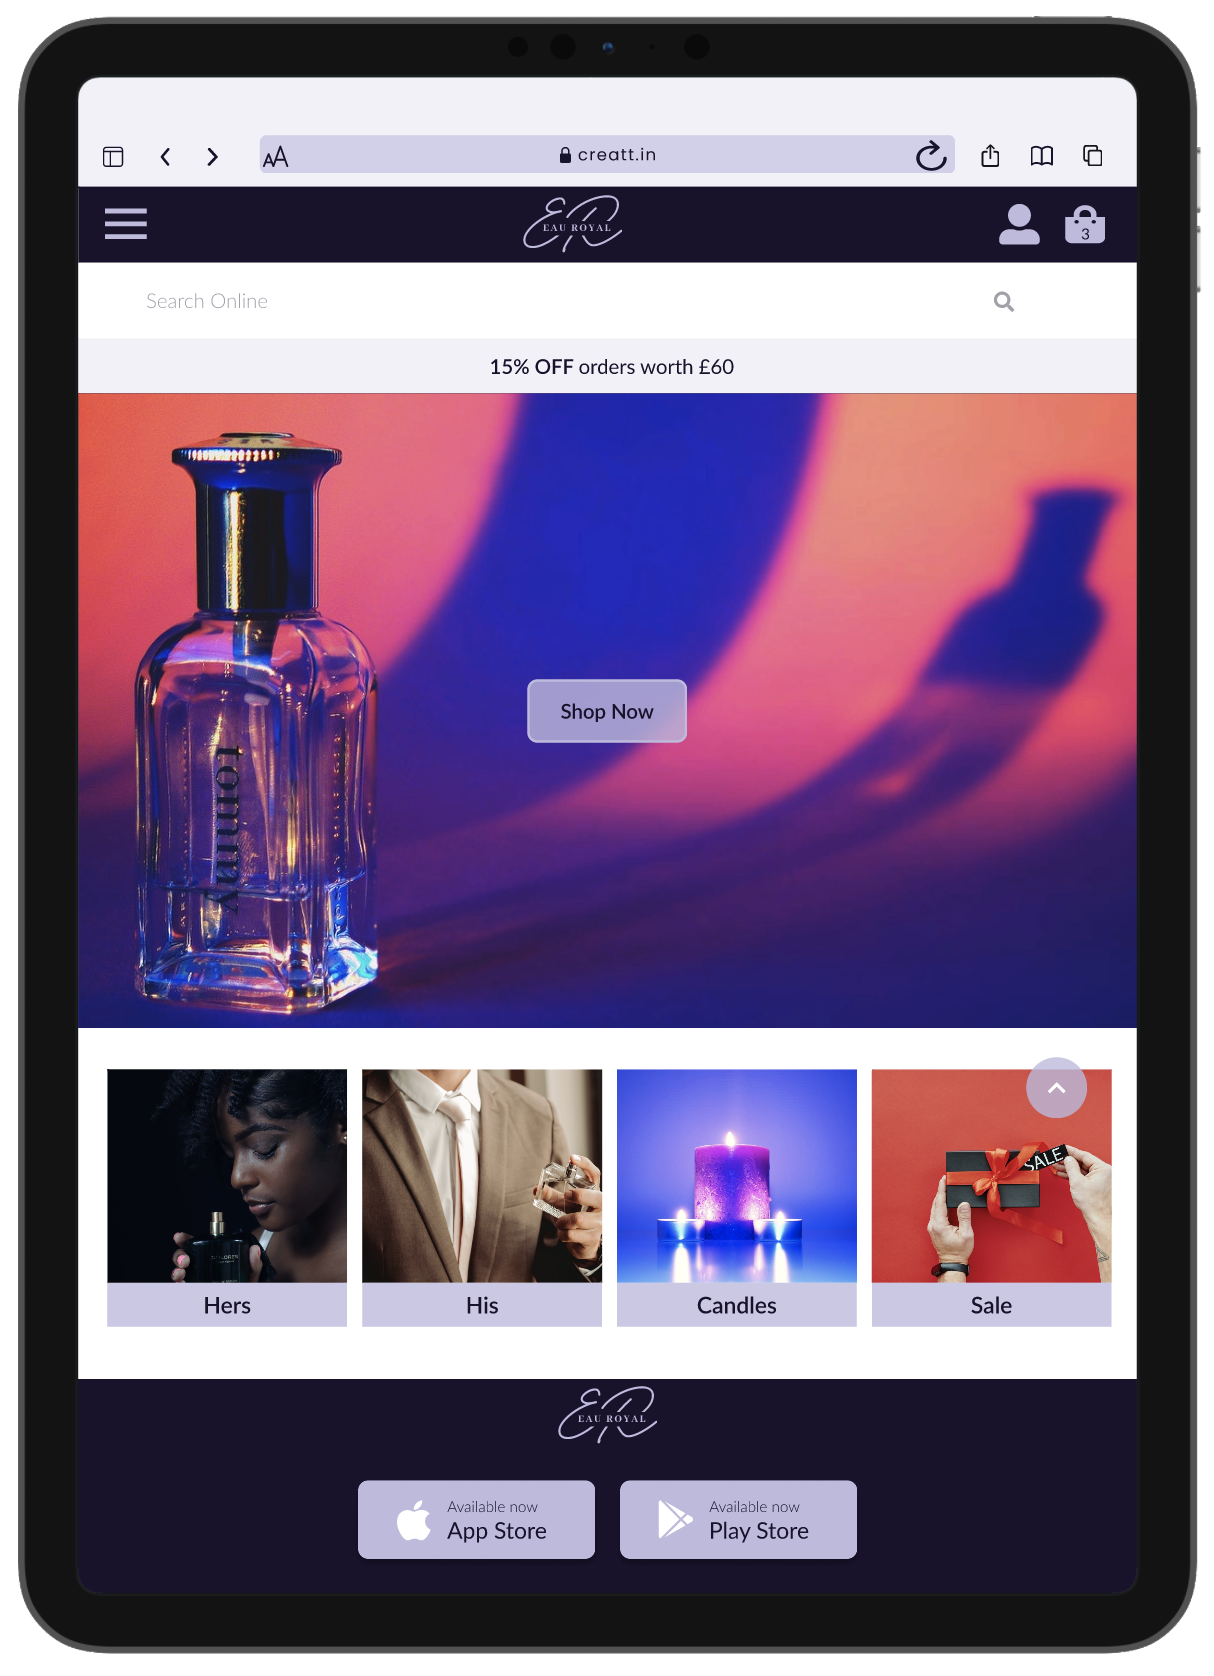 AA
creatt.in
EAU ROYAL
3
Search Online
15% OFF orders worth £60
Shop Now
tommy
SALE
Hers
His
Candles
Sale
EAU ROYAL
Available now
App Store
Available now
Play Store